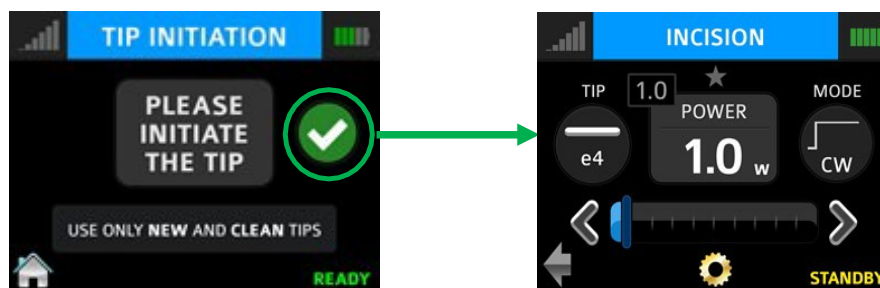 TIP INITIATION
PLEASE
INITIATE
THE TIP
USE ONLY NEW AND CLEAN TIPS
READY
INCISION
TIP
1.0
POWER
MODE
e4
1.0 w
CW
STANDBY